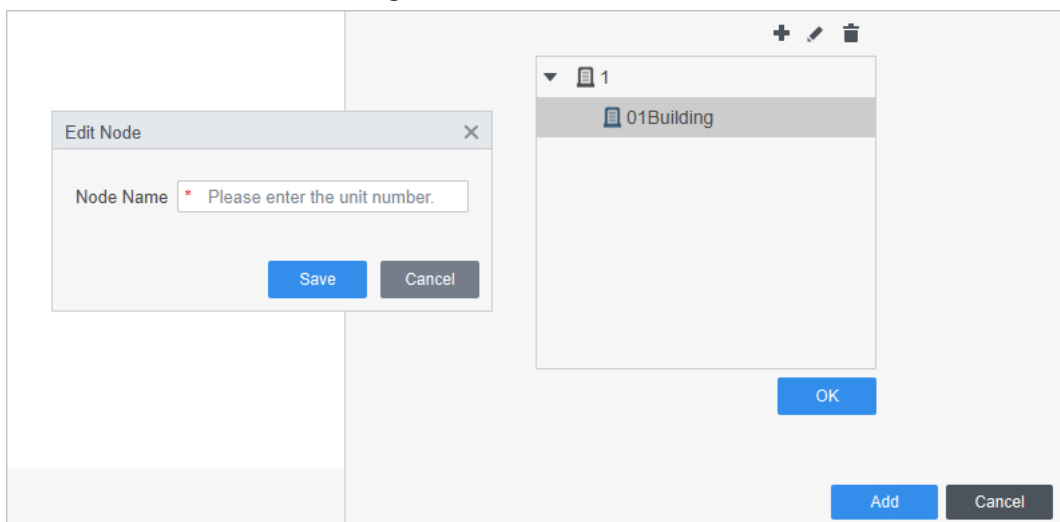 1
01Building
Edit Node
Node Name * Please enter the unit number.
Save Cancel
OK
Add Cancel